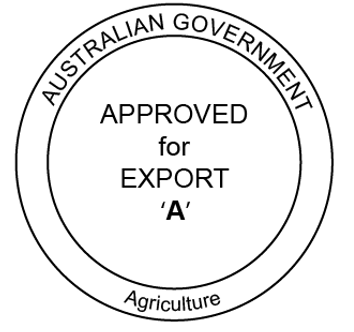 AUSTRALIAN GOVERNMENT
APPROVED
for
EXPORT
‘A’
Agriculture